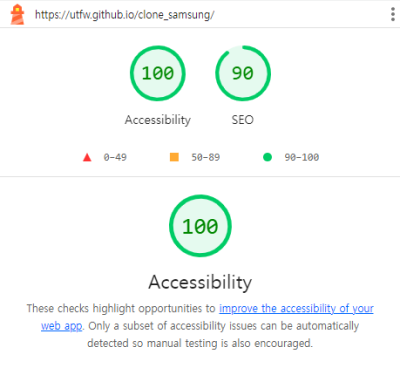 https://utfw.github.io/clone_samsung/
100 90
Accessibility SEO
0-49 50-89 90-100
100
Accessibility
These checks highlight opportunities to improve the accessibility of your
web app. Only a subset of accessibility issues can be automatically
detected so manual testing is also encouraged.